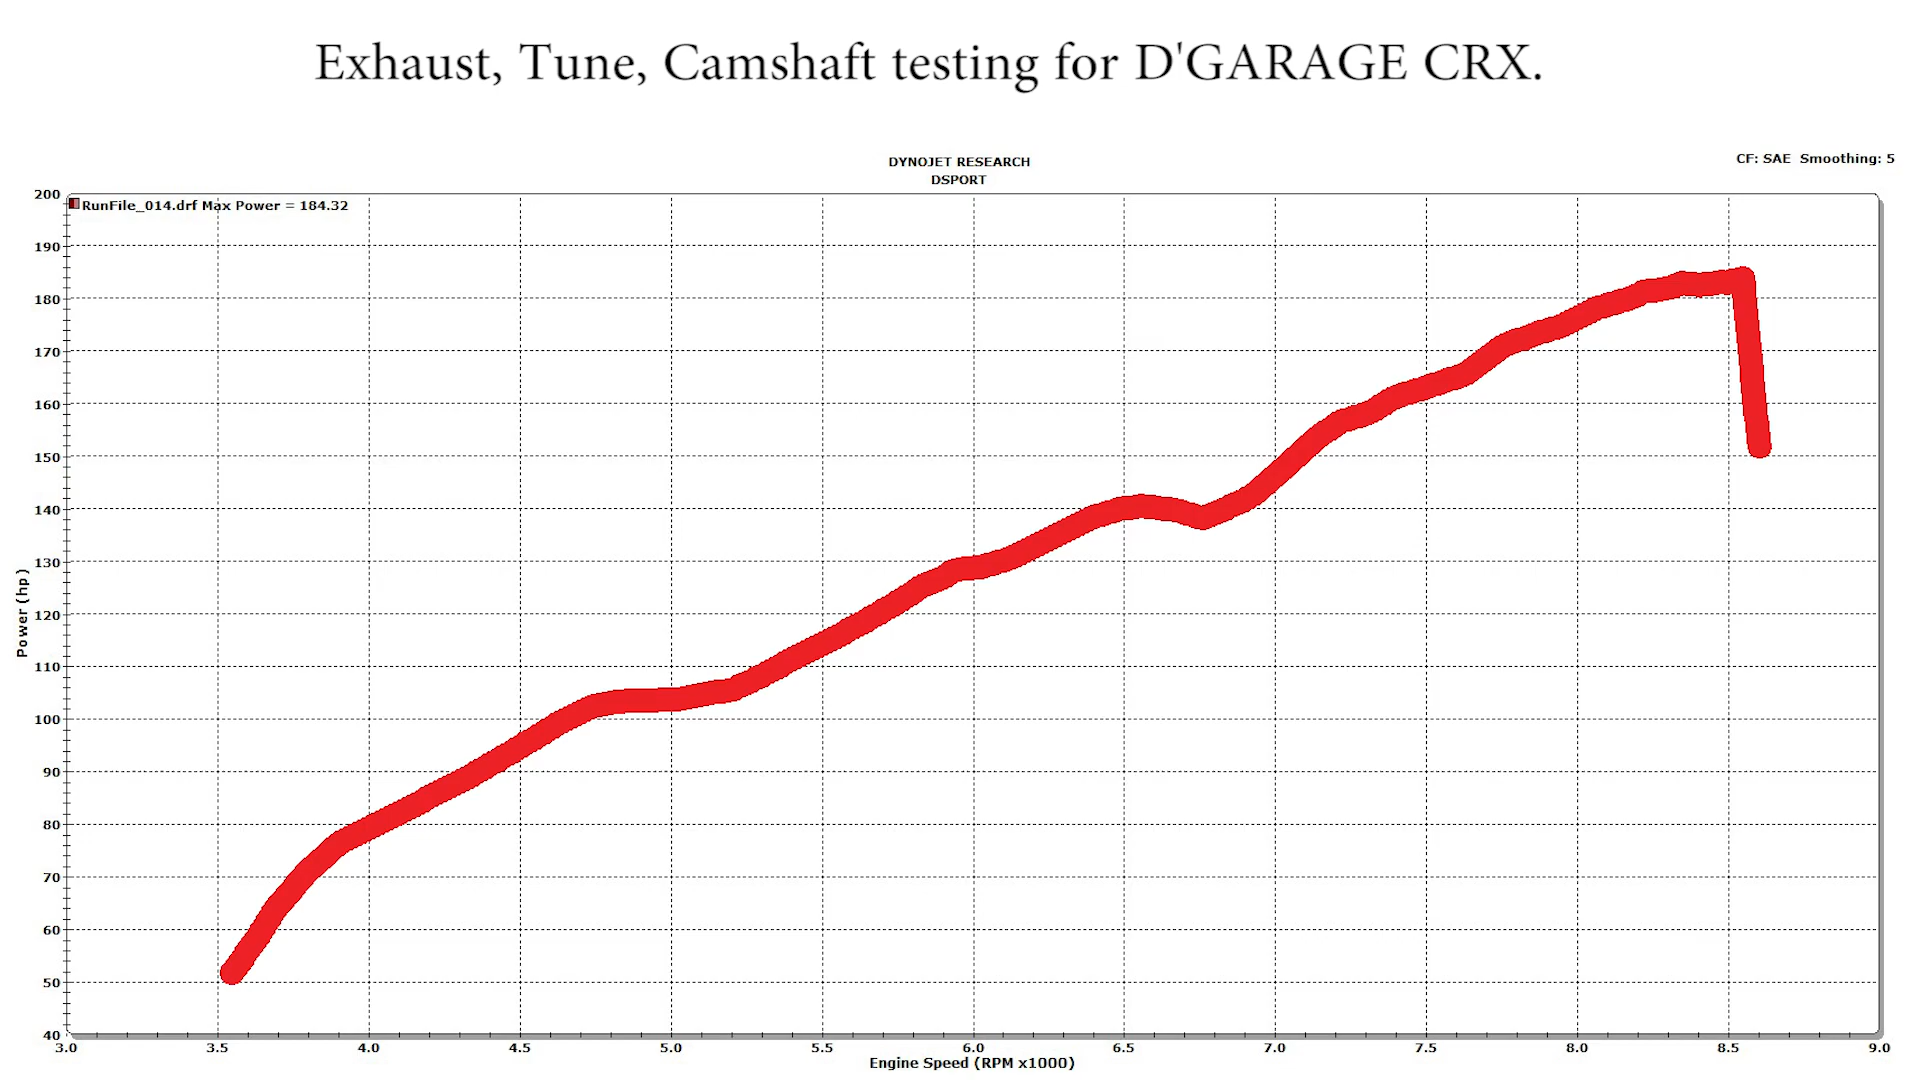 Exhaust, Tune, Camshaft testing for D'GARAGE CRX.
DYNOJET RESEARCH
DSPORT
CF: SAE  Smoothing: 5
RunFile_014.drf Max Power = 184.32
200
190
180
170
160
150
140
130
120
110
100
90
80
70
60
50
40
Power (hp)
3.0 3.5 4.0 4.5 5.0 5.5 6.0 6.5 7.0 7.5 8.0 8.5 9.0
Engine Speed (RPM x1000)